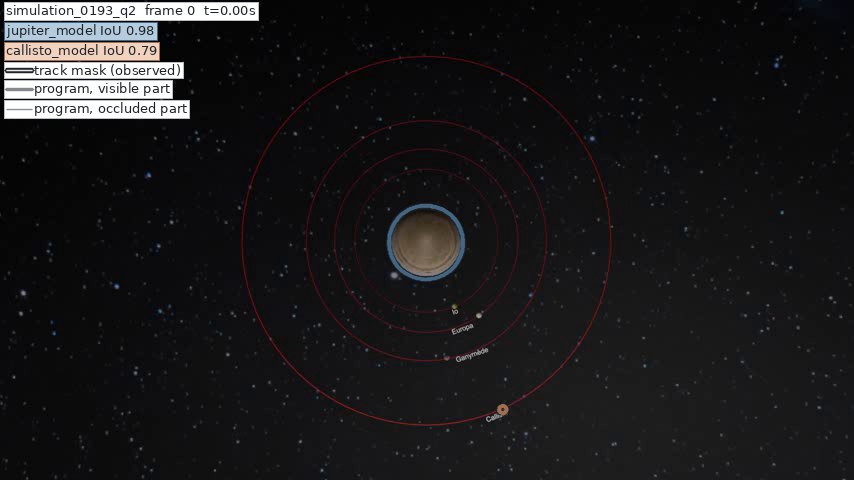 simulation_0193_q2 frame 0 t=0.00s
jupiter_model IoU 0.98
callisto_model IoU 0.79
track mask (observed)
program, visible part
program, occluded part
Io
Europa
Ganymède